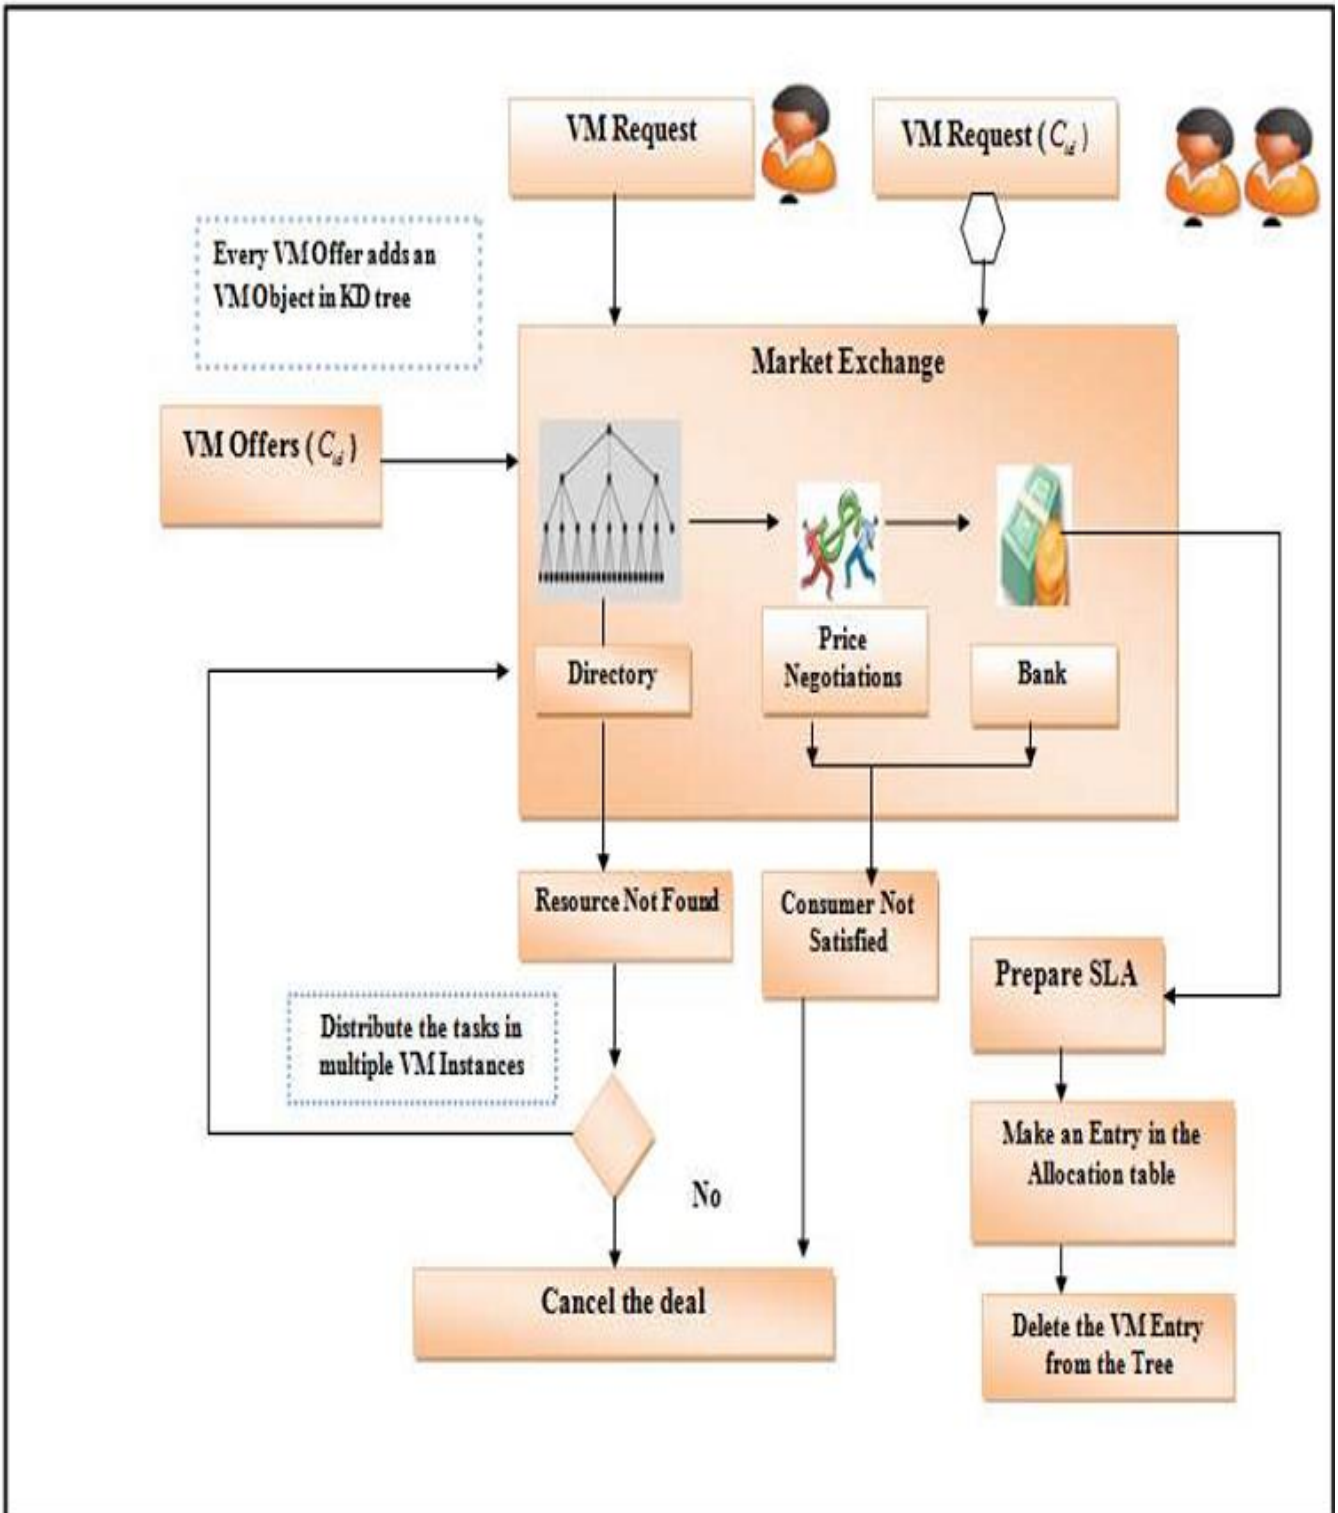 VM Request
VM Request ( C_id )
Every VM Offer adds an
VM Object in KD tree
Market Exchange
VM Offers ( C_id )
Directory
Price
Negotiations
Bank
Resource Not Found
Consumer Not
Satisfied
Prepare SLA
Distribute the tasks in
multiple VM Instances
Make an Entry in the
Allocation table
No
Cancel the deal
Delete the VM Entry
from the Tree